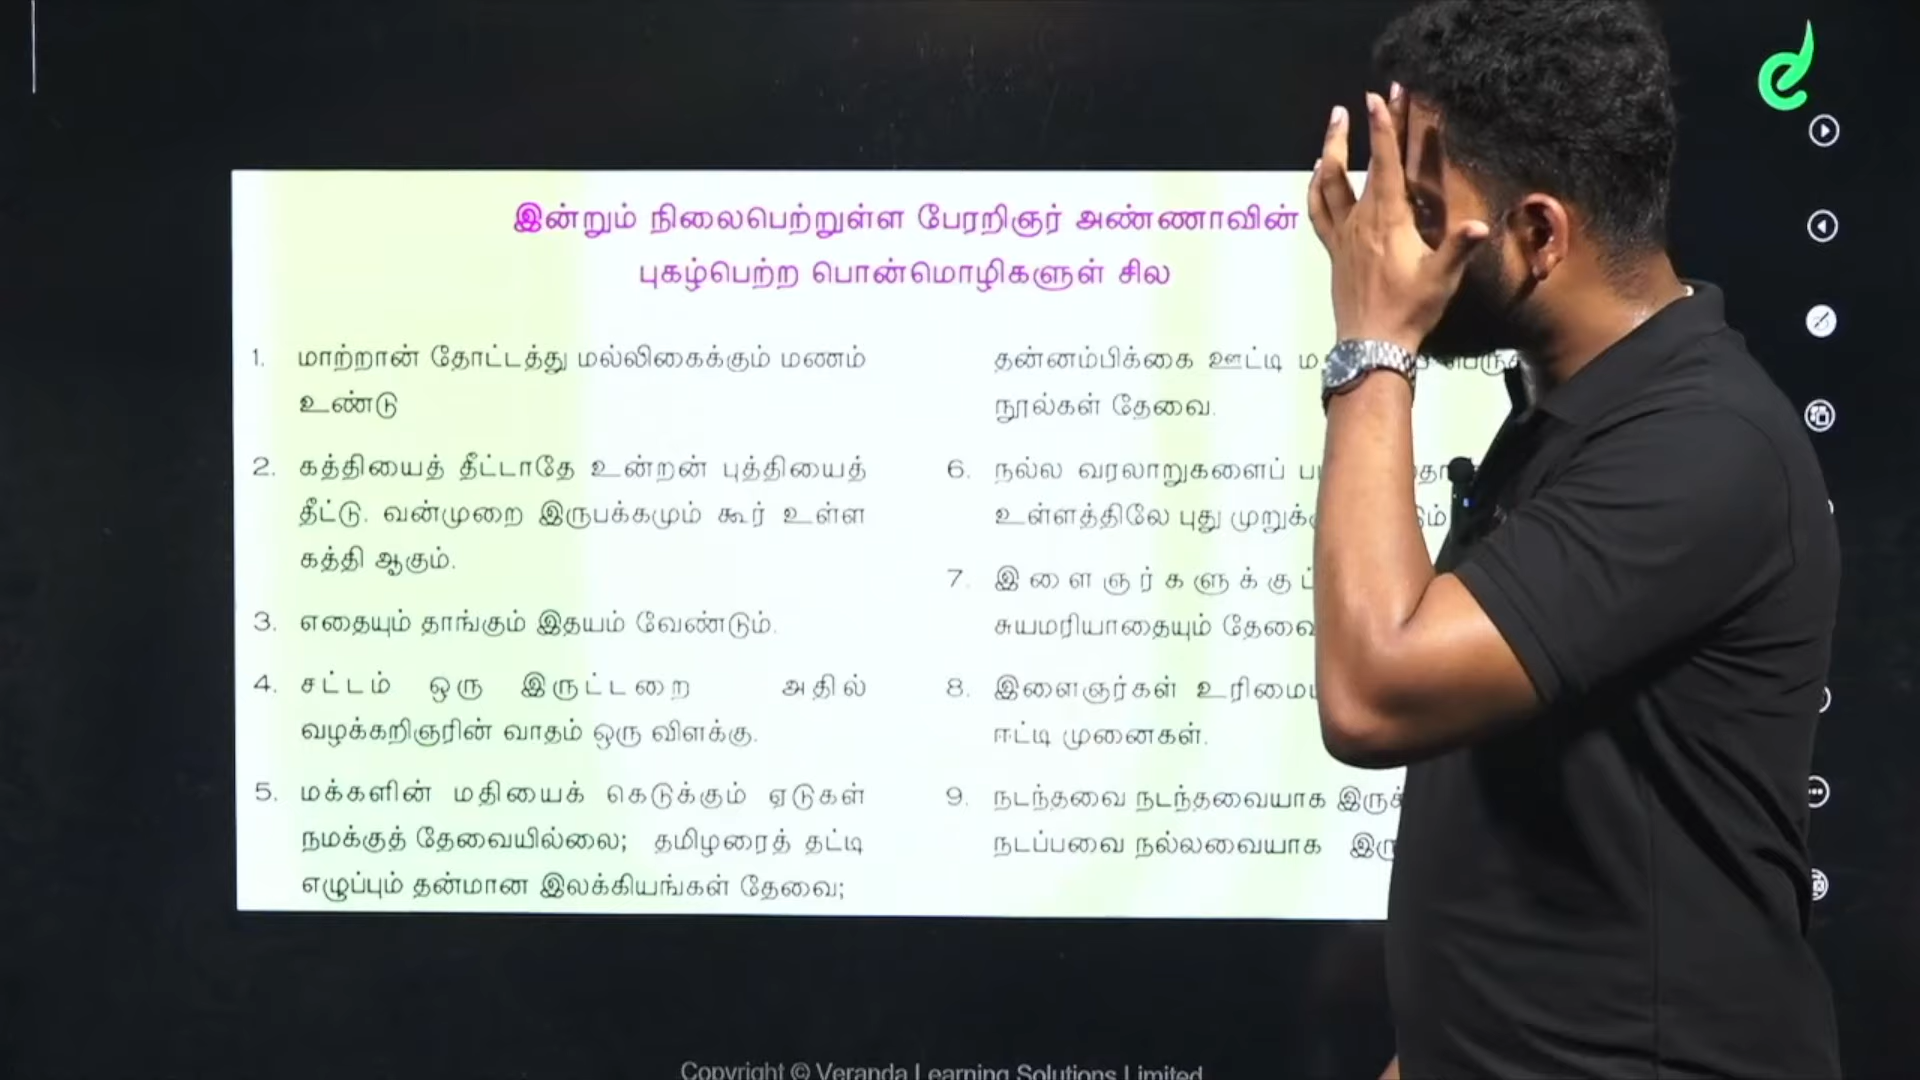 இன்றும் நிலைபெற்றுள்ள பேரறிஞர் அண்ணாவின்
புகழ்பெற்ற பொன்மொழிகளுள் சில
1. மாற்றான் தோட்டத்து மல்லிகைக்கும் மணம்
உண்டு
2. கத்தியைத் தீட்டாதே உன்றன் புத்தியைத்
தீட்டு. வன்முறை இருபக்கமும் கூர் உள்ள
கத்தி ஆகும்.
3. எதையும் தாங்கும் இதயம் வேண்டும்.
4. சட்டம் ஒரு இருட்டறை அதில்
வழக்கறிஞரின் வாதம் ஒரு விளக்கு.
5. மக்களின் மதியைக் கெடுக்கும் ஏடுகள்
நமக்குத் தேவையில்லை; தமிழரைத் தட்டி
எழுப்பும் தன்மான இலக்கியங்கள் தேவை;
தன்னம்பிக்கை ஊட்டி
நூல்கள் தேவை.
6. நல்ல வரலாறுகளைப்
உள்ளத்திலே புது
7. இளைஞர்களுக்குப்
சுயமரியாதையும்
8. இளைஞர்கள்
ஈட்டி முனைகள்.
9. நடந்தவை நடந்தவையாக
நடப்பவை நல்லவையாக
Copyright © Veranda Learning Solutions Limited